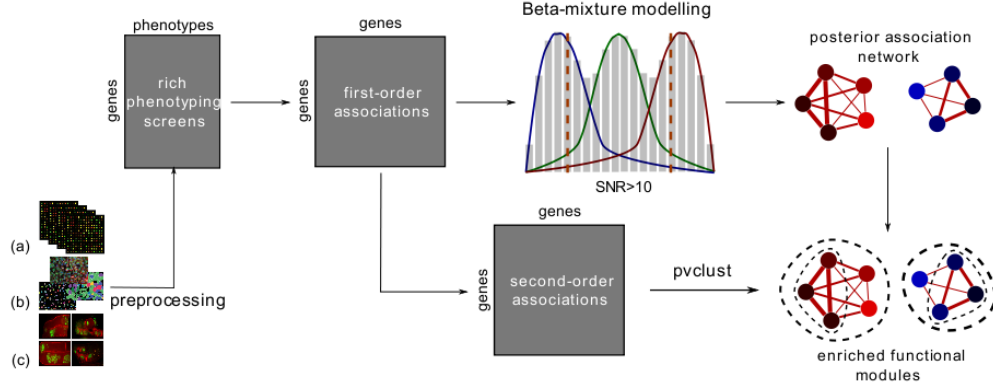 phenotypes
genes
rich
phenotyping
screens
genes
genes
first-order
associations
Beta-mixture modelling
SNR>10
posterior association
network
(a)
(b)
(c)
preprocessing
genes
genes
second-order
associations
pvclust
enriched functional
modules